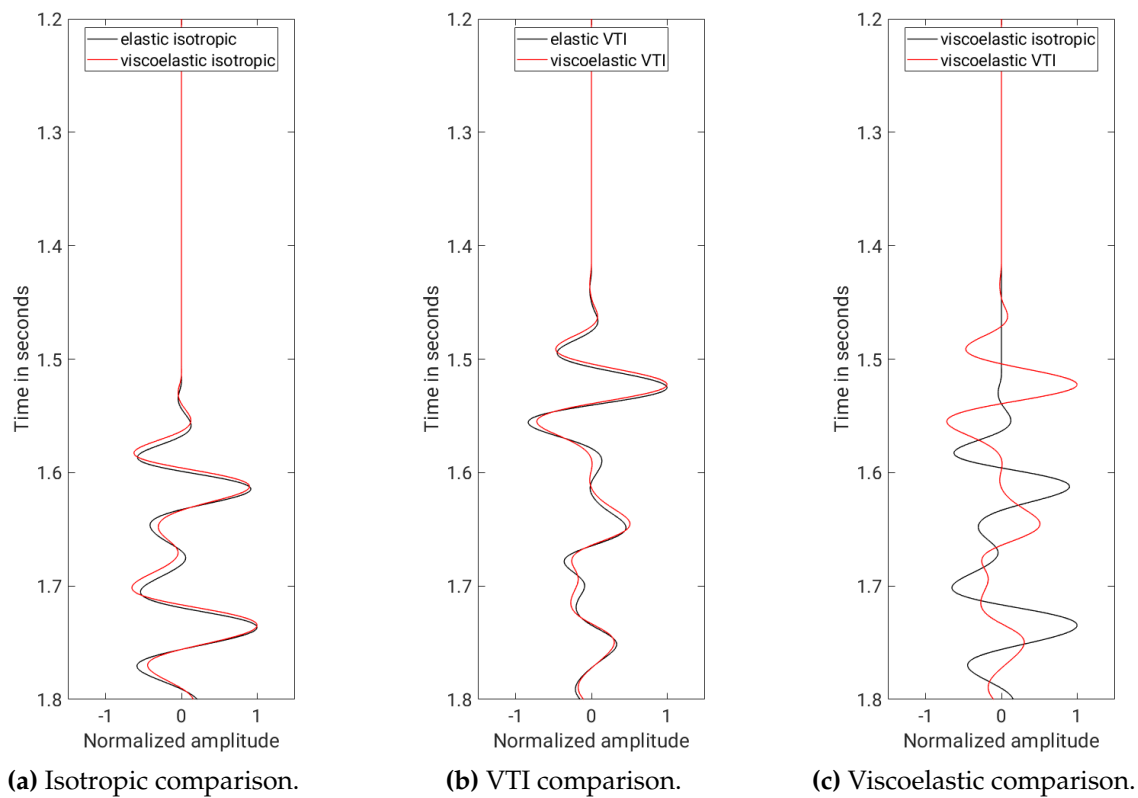 1.2
elastic isotropic
viscoelastic isotropic
1.3
1.4
1.5
1.6
1.7
1.8
Time in seconds
-1 0 1
Normalized amplitude
(a) Isotropic comparison.
1.2
elastic VTI
viscoelastic VTI
1.3
1.4
1.5
1.6
1.7
1.8
Time in seconds
-1 0 1
Normalized amplitude
(b) VTI comparison.
1.2
viscoelastic isotropic
viscoelastic VTI
1.3
1.4
1.5
1.6
1.7
1.8
Time in seconds
-1 0 1
Normalized amplitude
(c) Viscoelastic comparison.